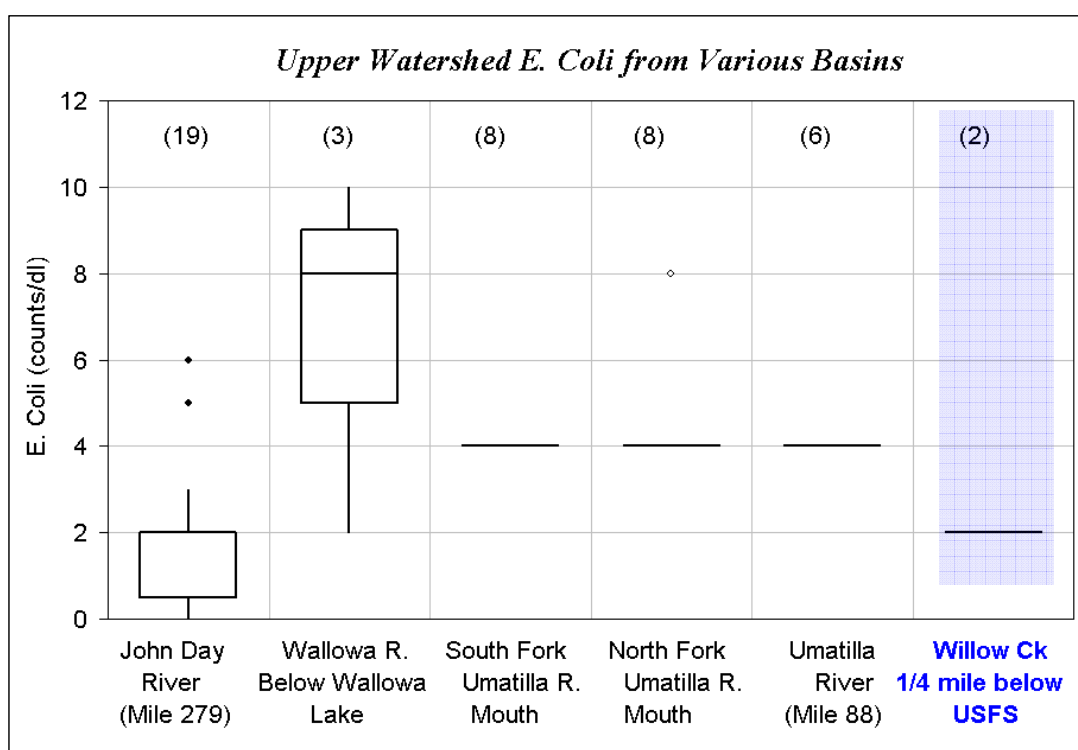 Upper Watershed E. Coli from Various Basins
12
(19) (3) (8) (8) (6) (2)
10
8
6
4
2
0
E. Coli (counts/dl)
John Day Wallowa R. South Fork North Fork Umatilla Willow Ck
River Below Wallowa Umatilla R. Umatilla R. River 1/4 mile below
(Mile 279) Lake Mouth Mouth (Mile 88) USFS